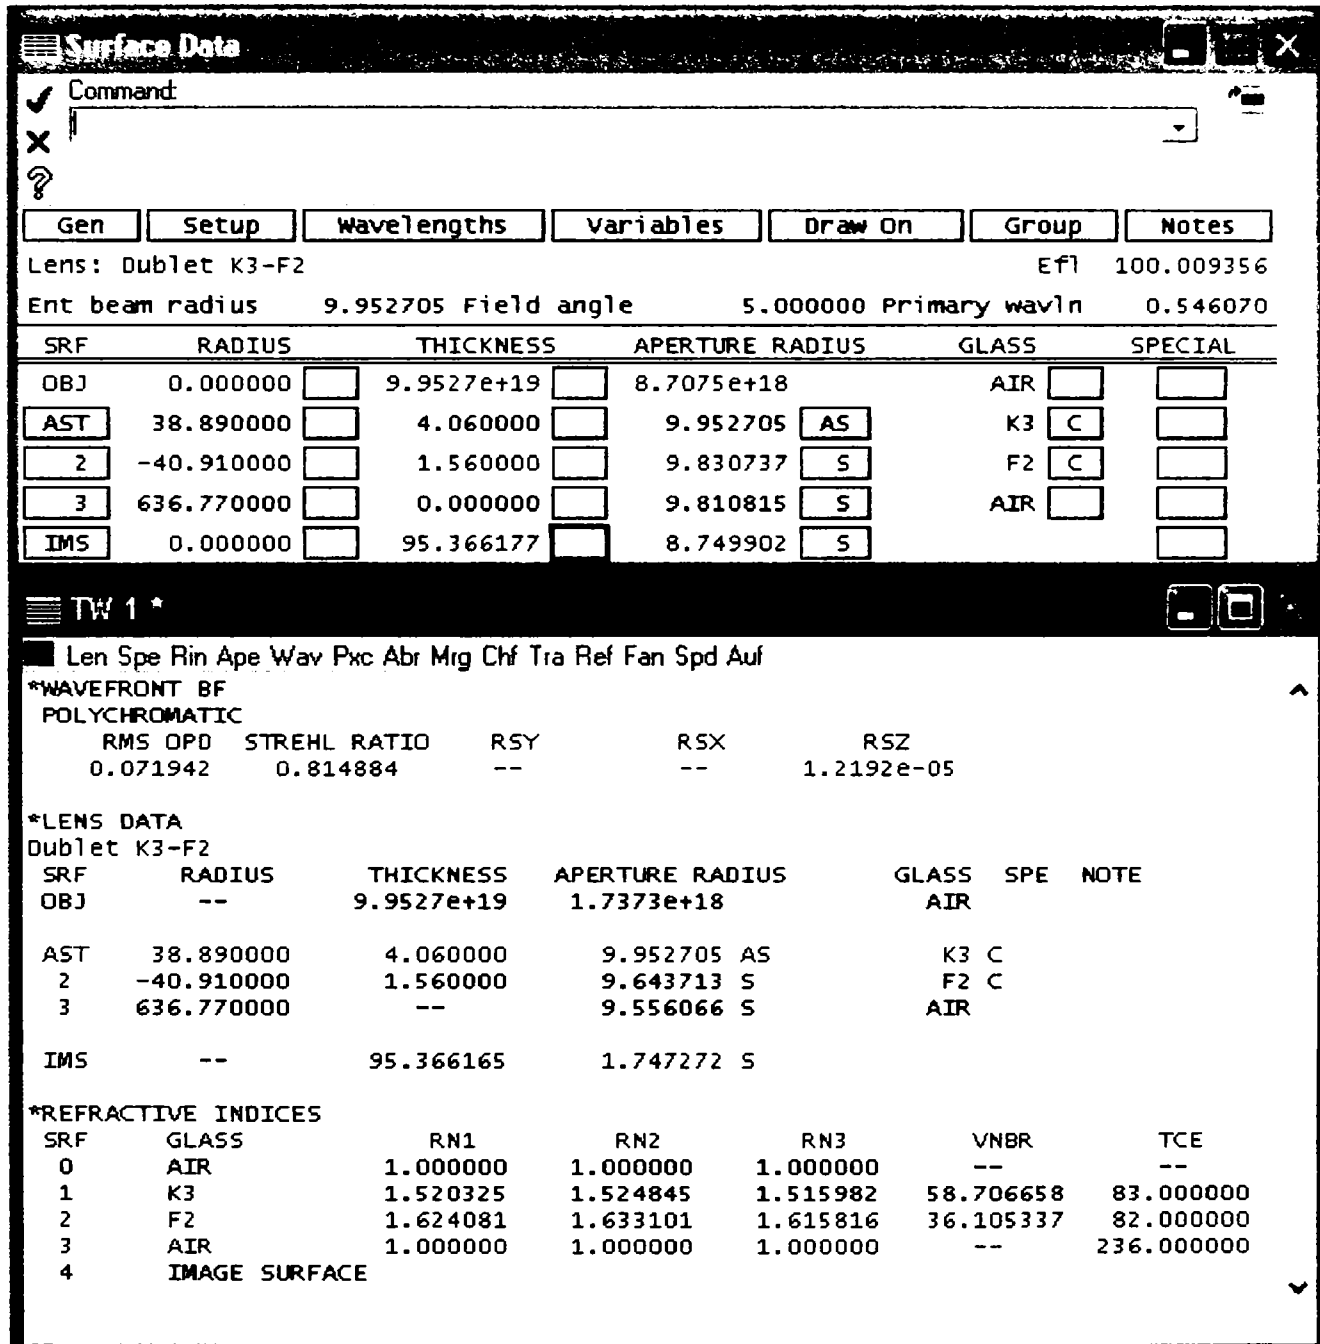 Surface Data
Command:
Gen Setup Wavelengths Variables Draw On Group Notes
Lens: Dublet K3-F2 Efl 100.009356
Ent beam radius 9.952705 Field angle 5.000000 Primary wavln 0.546070
SRF RADIUS THICKNESS APERTURE RADIUS GLASS SPECIAL
OBJ 0.000000 9.9527e+19 8.7075e+18 AIR
AST 38.890000 4.060000 9.952705 AS K3 C
2 -40.910000 1.560000 9.830737 S F2 C
3 636.770000 0.000000 9.810815 S AIR
IMS 0.000000 95.366177 8.749902 S
TW 1 *
Len Spe Rin Ape Wav Pxc Abr Mrg Chf Tra Ref Fan Spd Auf
*WAVEFRONT BF
POLYCHROMATIC
RMS OPD STREHL RATIO RSY RSX RSZ
0.071942 0.814884 -- -- 1.2192e-05
*LENS DATA
Dublet K3-F2
SRF RADIUS THICKNESS APERTURE RADIUS GLASS SPE NOTE
OBJ -- 9.9527e+19 1.7373e+18 AIR
AST 38.890000 4.060000 9.952705 AS K3 C
2 -40.910000 1.560000 9.643713 S F2 C
3 636.770000 -- 9.556066 S AIR
IMS -- 95.366165 1.747272 S
*REFRACTIVE INDICES
SRF GLASS RN1 RN2 RN3 VNBR TCE
0 AIR 1.000000 1.000000 1.000000 -- --
1 K3 1.520325 1.524845 1.515982 58.706658 83.000000
2 F2 1.624081 1.633101 1.615816 36.105337 82.000000
3 AIR 1.000000 1.000000 1.000000 -- 236.000000
4 IMAGE SURFACE